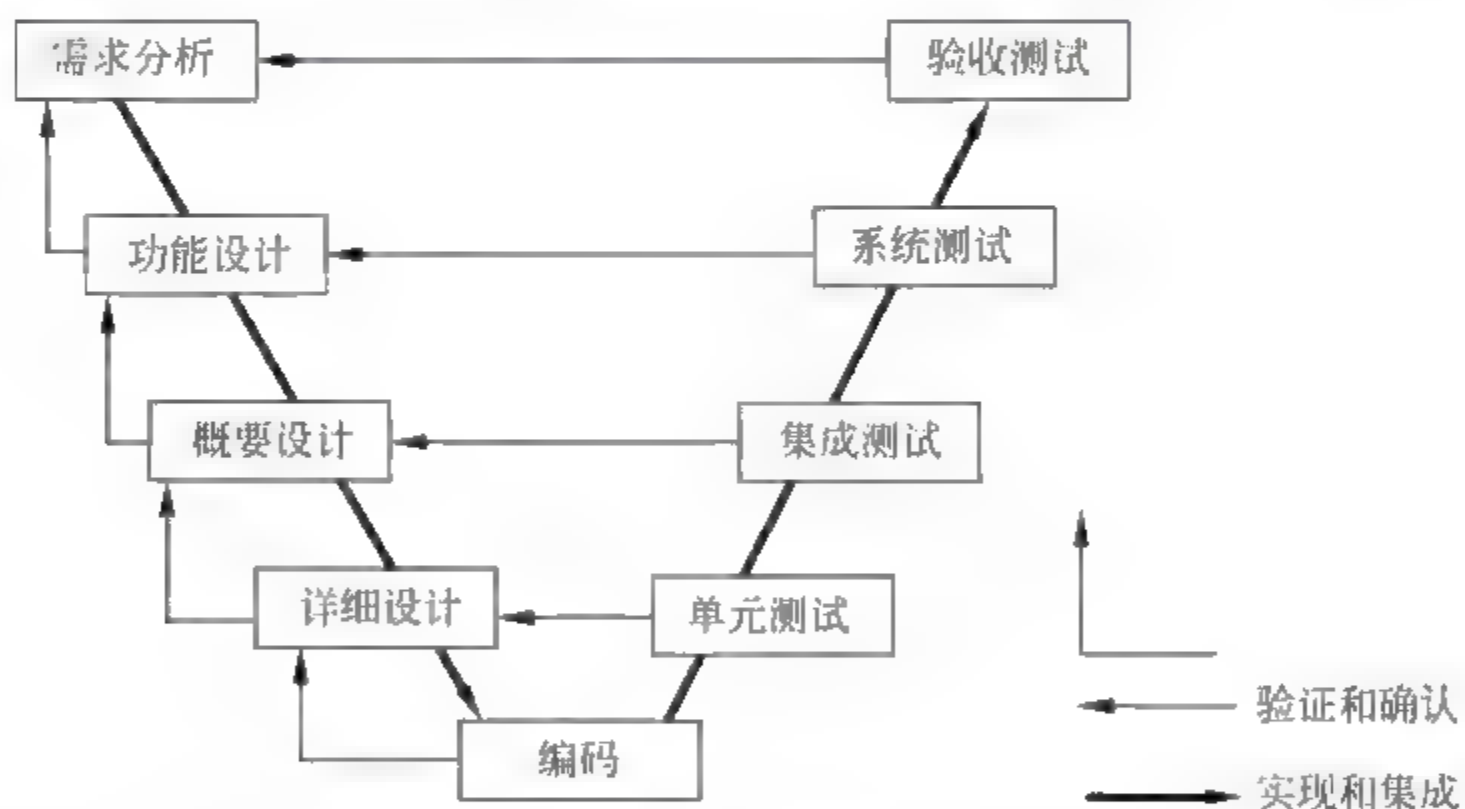 需求分析
验收测试
功能设计
系统测试
概要设计
集成测试
详细设计
单元测试
编码
验证和确认
实现和集成